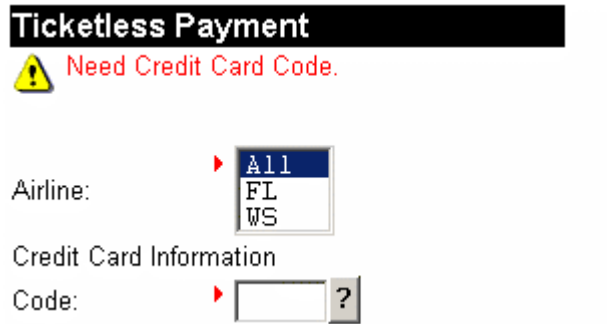 Ticketless Payment
Need Credit Card Code.
Airline:
All
FL
WS
Credit Card Information
Code:
?